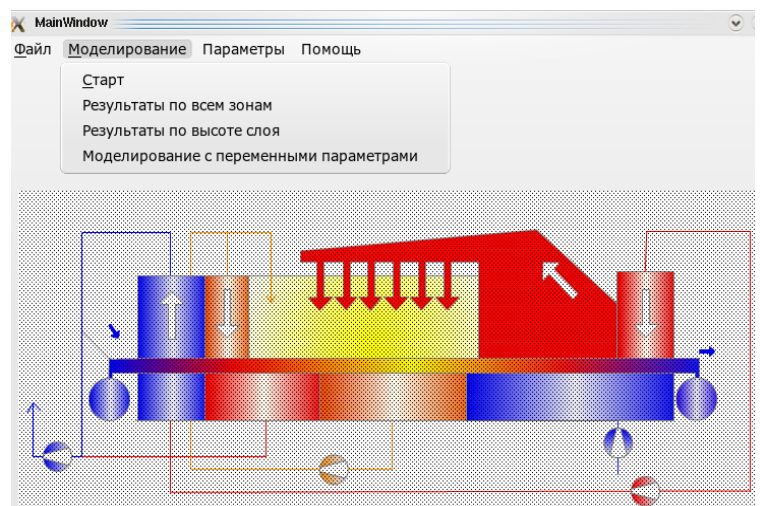 MainWindow
Файл Моделирование Параметры Помощь
Старт
Результаты по всем зонам
Результаты по высоте слоя
Моделирование с переменными параметрами